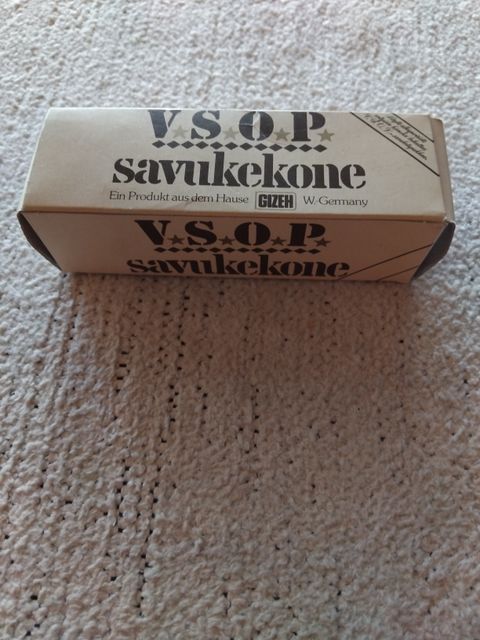 V.S.O.P.
savukekone
Ein Produkt aus dem Hause GIZEH W.-Germany
V.S.O.P.
savukekone